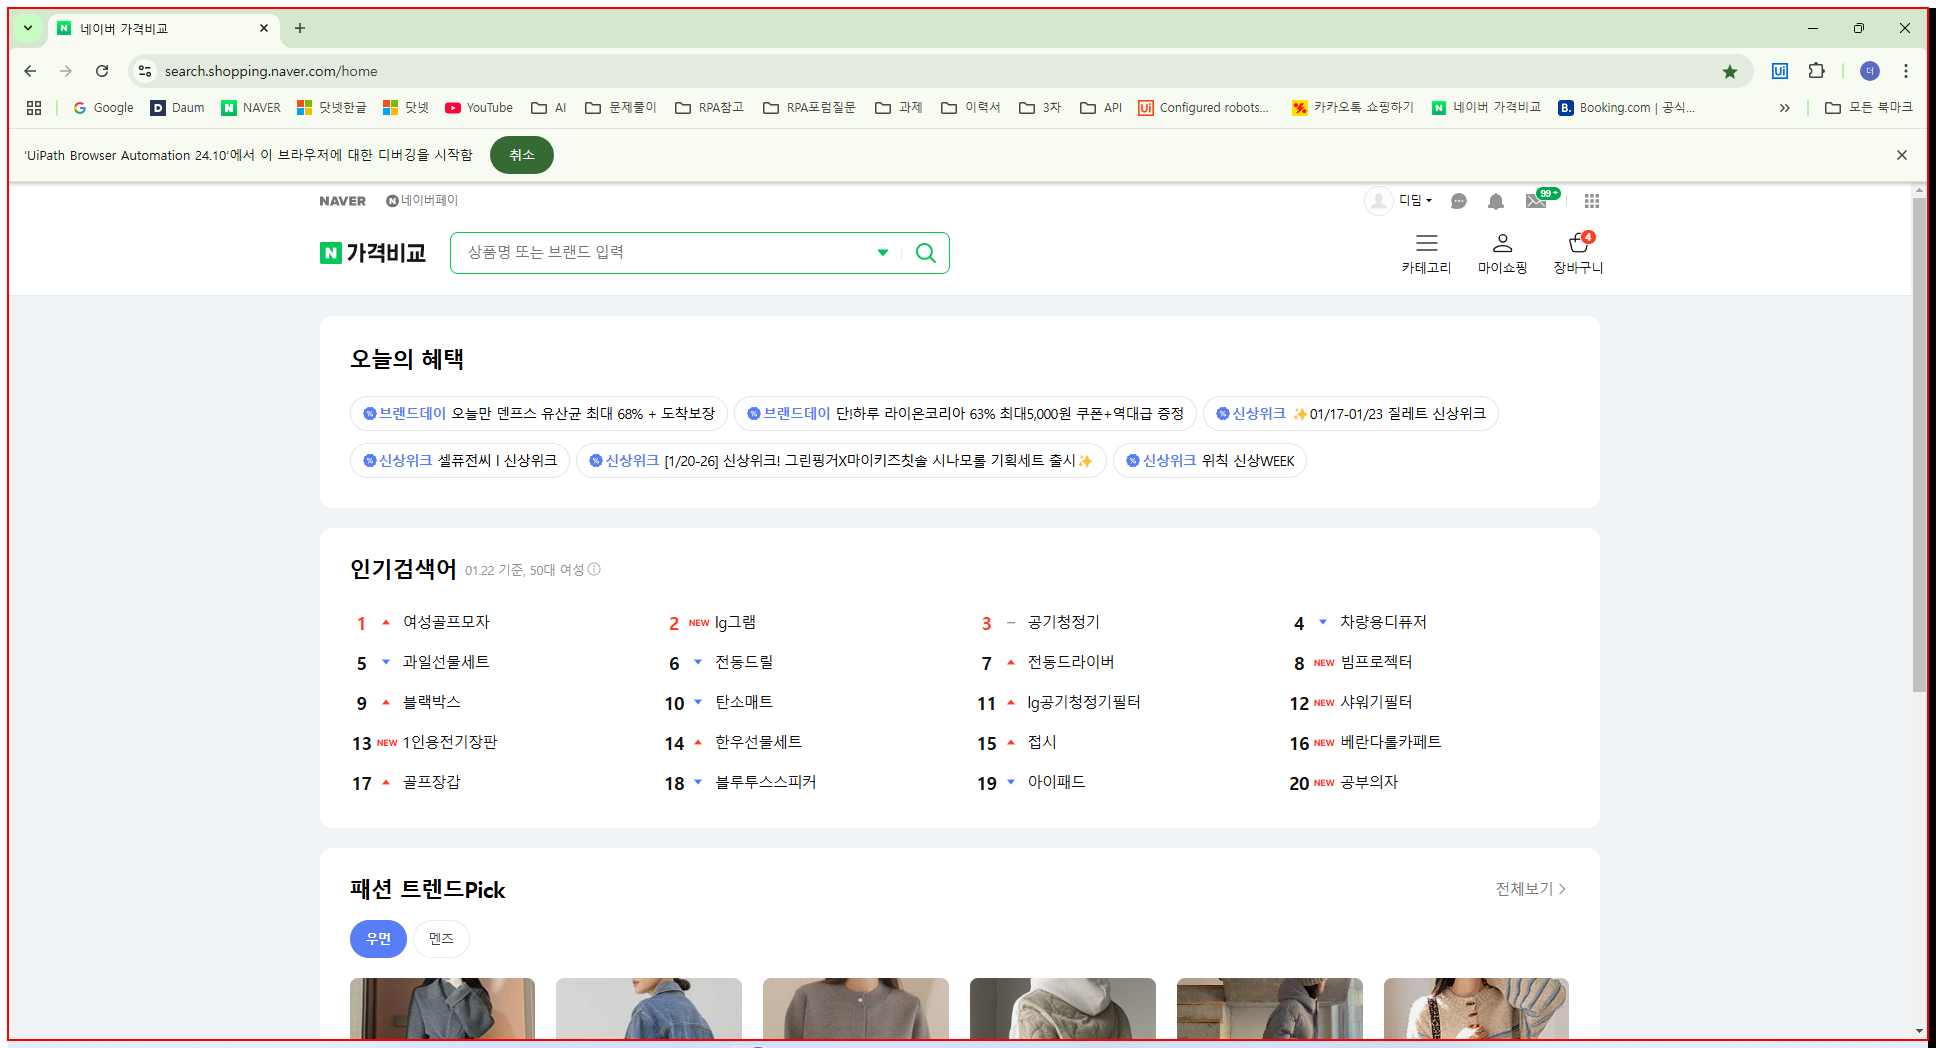 네이버 가격비교
search.shopping.naver.com/home
Ui 더
Google Daum NAVER 닷넷한글 닷넷 YouTube AI 문제풀이 RPA참고 RPA포럼질문 과제 이력서 3차 API Configured robots... 카카오톡 쇼핑하기 네이버 가격비교 Booking.com | 공식... 모든 북마크
'UiPath Browser Automation 24.10'에서 이 브라우저에 대한 디버깅을 시작함 취소
NAVER 네이버페이 디딤 99+
가격비교 상품명 또는 브랜드 입력 카테고리 마이쇼핑 4 장바구니
오늘의 혜택
브랜드데이 오늘만 덴프스 유산균 최대 68% + 도착보장 브랜드데이 단!하루 라이온코리아 63% 최대5,000원 쿠폰+역대급 증정 신상위크 ✨01/17-01/23 질레트 신상위크
신상위크 셀퓨전씨 l 신상위크 신상위크 [1/20-26] 신상위크! 그린핑거X마이키즈칫솔 시나모롤 기획세트 출시✨ 신상위크 위칙 신상WEEK
인기검색어 01.22 기준, 50대 여성
1 여성골프모자 2 NEW lg그램 3 공기청정기 4 차량용디퓨저
5 과일선물세트 6 전동드릴 7 전동드라이버 8 NEW 빔프로젝터
9 블랙박스 10 탄소매트 11 lg공기청정기필터 12 NEW 샤워기필터
13 NEW 1인용전기장판 14 한우선물세트 15 접시 16 NEW 베란다롤카페트
17 골프장갑 18 블루투스스피커 19 아이패드 20 NEW 공부의자
패션 트렌드Pick 전체보기
우먼 멘즈